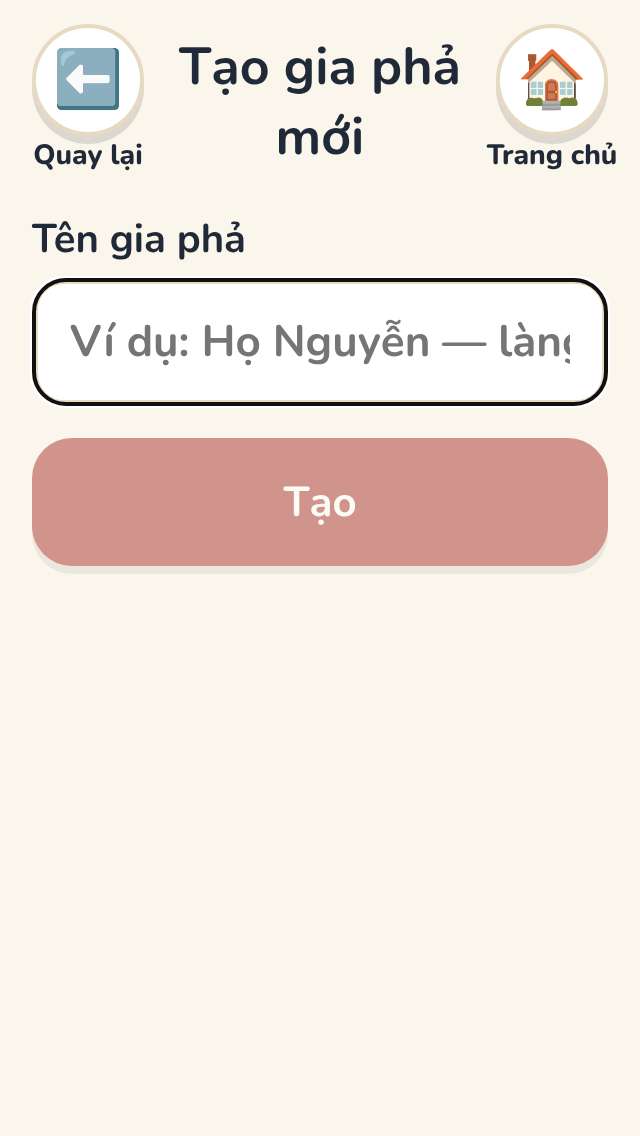 Tạo gia phả
mới
Quay lại
Trang chủ
Tên gia phả
Ví dụ: Họ Nguyễn — làng
Tạo